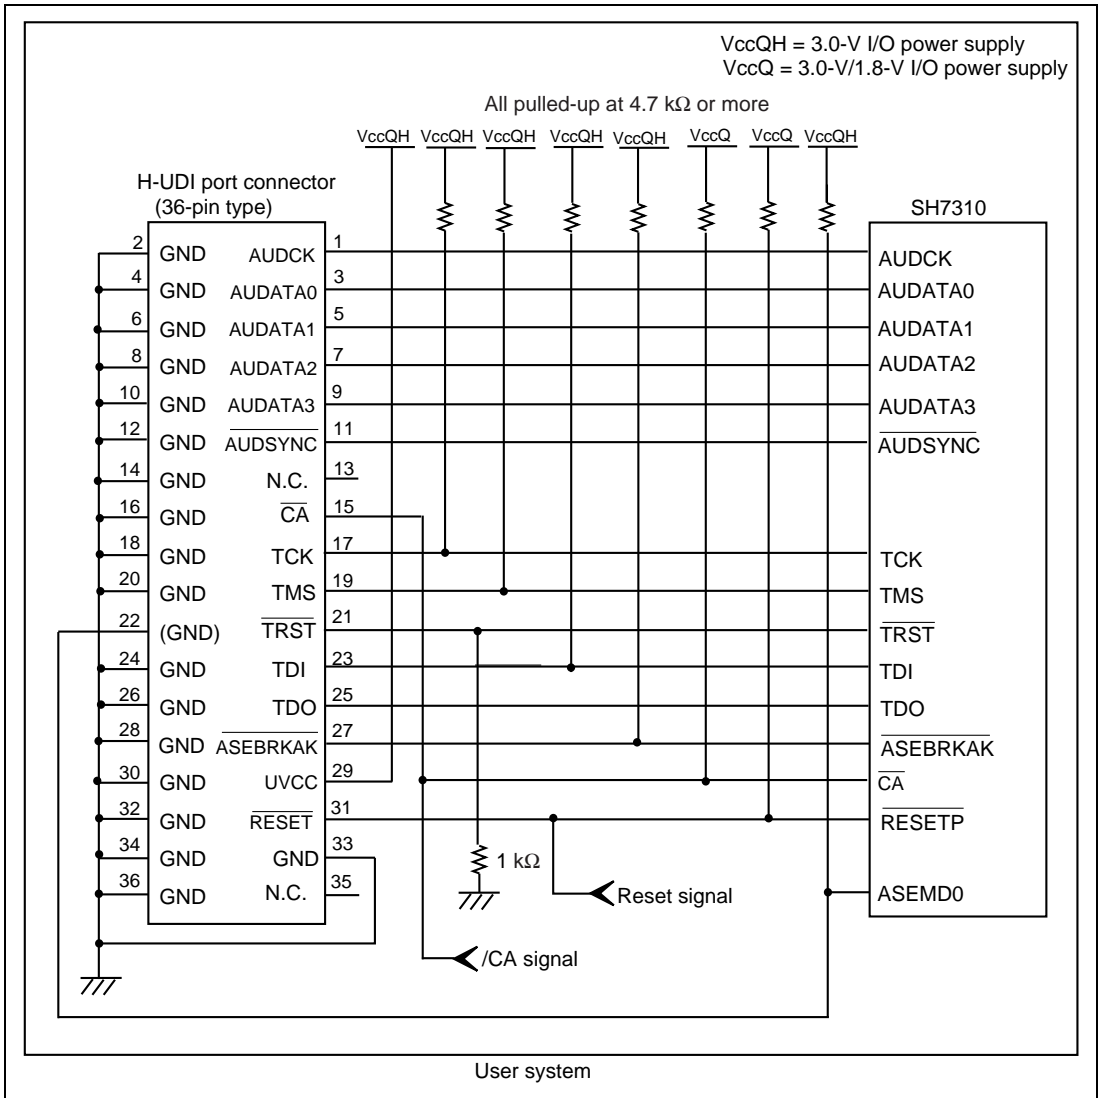 VccQH = 3.0-V I/O power supply
VccQ = 3.0-V/1.8-V I/O power supply
All pulled-up at 4.7 kΩ or more
VccQH VccQH VccQH VccQH VccQH VccQ VccQ VccQH
H-UDI port connector
(36-pin type)
SH7310
2 GND AUDCK 1 AUDCK
4 GND AUDATA0 3 AUDATA0
6 GND AUDATA1 5 AUDATA1
8 GND AUDATA2 7 AUDATA2
10 GND AUDATA3 9 AUDATA3
12 GND AUDSYNC 11 AUDSYNC
14 GND N.C. 13
16 GND CA 15
18 GND TCK 17 TCK
20 GND TMS 19 TMS
22 (GND) TRST 21 TRST
24 GND TDI 23 TDI
26 GND TDO 25 TDO
28 GND ASEBRKAK 27 ASEBRKAK
30 GND UVCC 29 CA
32 GND RESET 31 RESETP
34 GND GND 33 1 kΩ
36 GND N.C. 35 Reset signal ASEMD0
/CA signal
User system